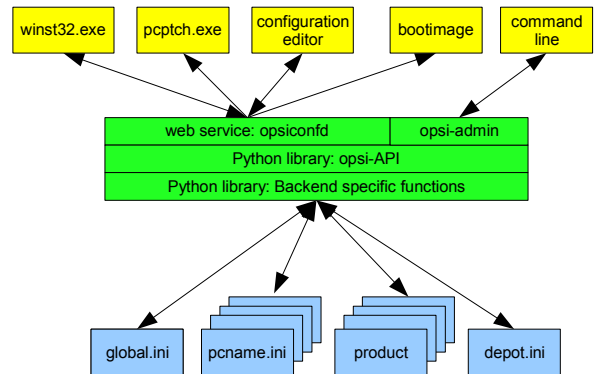 winst32.exe
pcptch.exe
configuration
editor
bootimage
command
line
web service: opsiconfd
opsi-admin
Python library: opsi-API
Python library: Backend specific functions
global.ini
pcname.ini
product
depot.ini